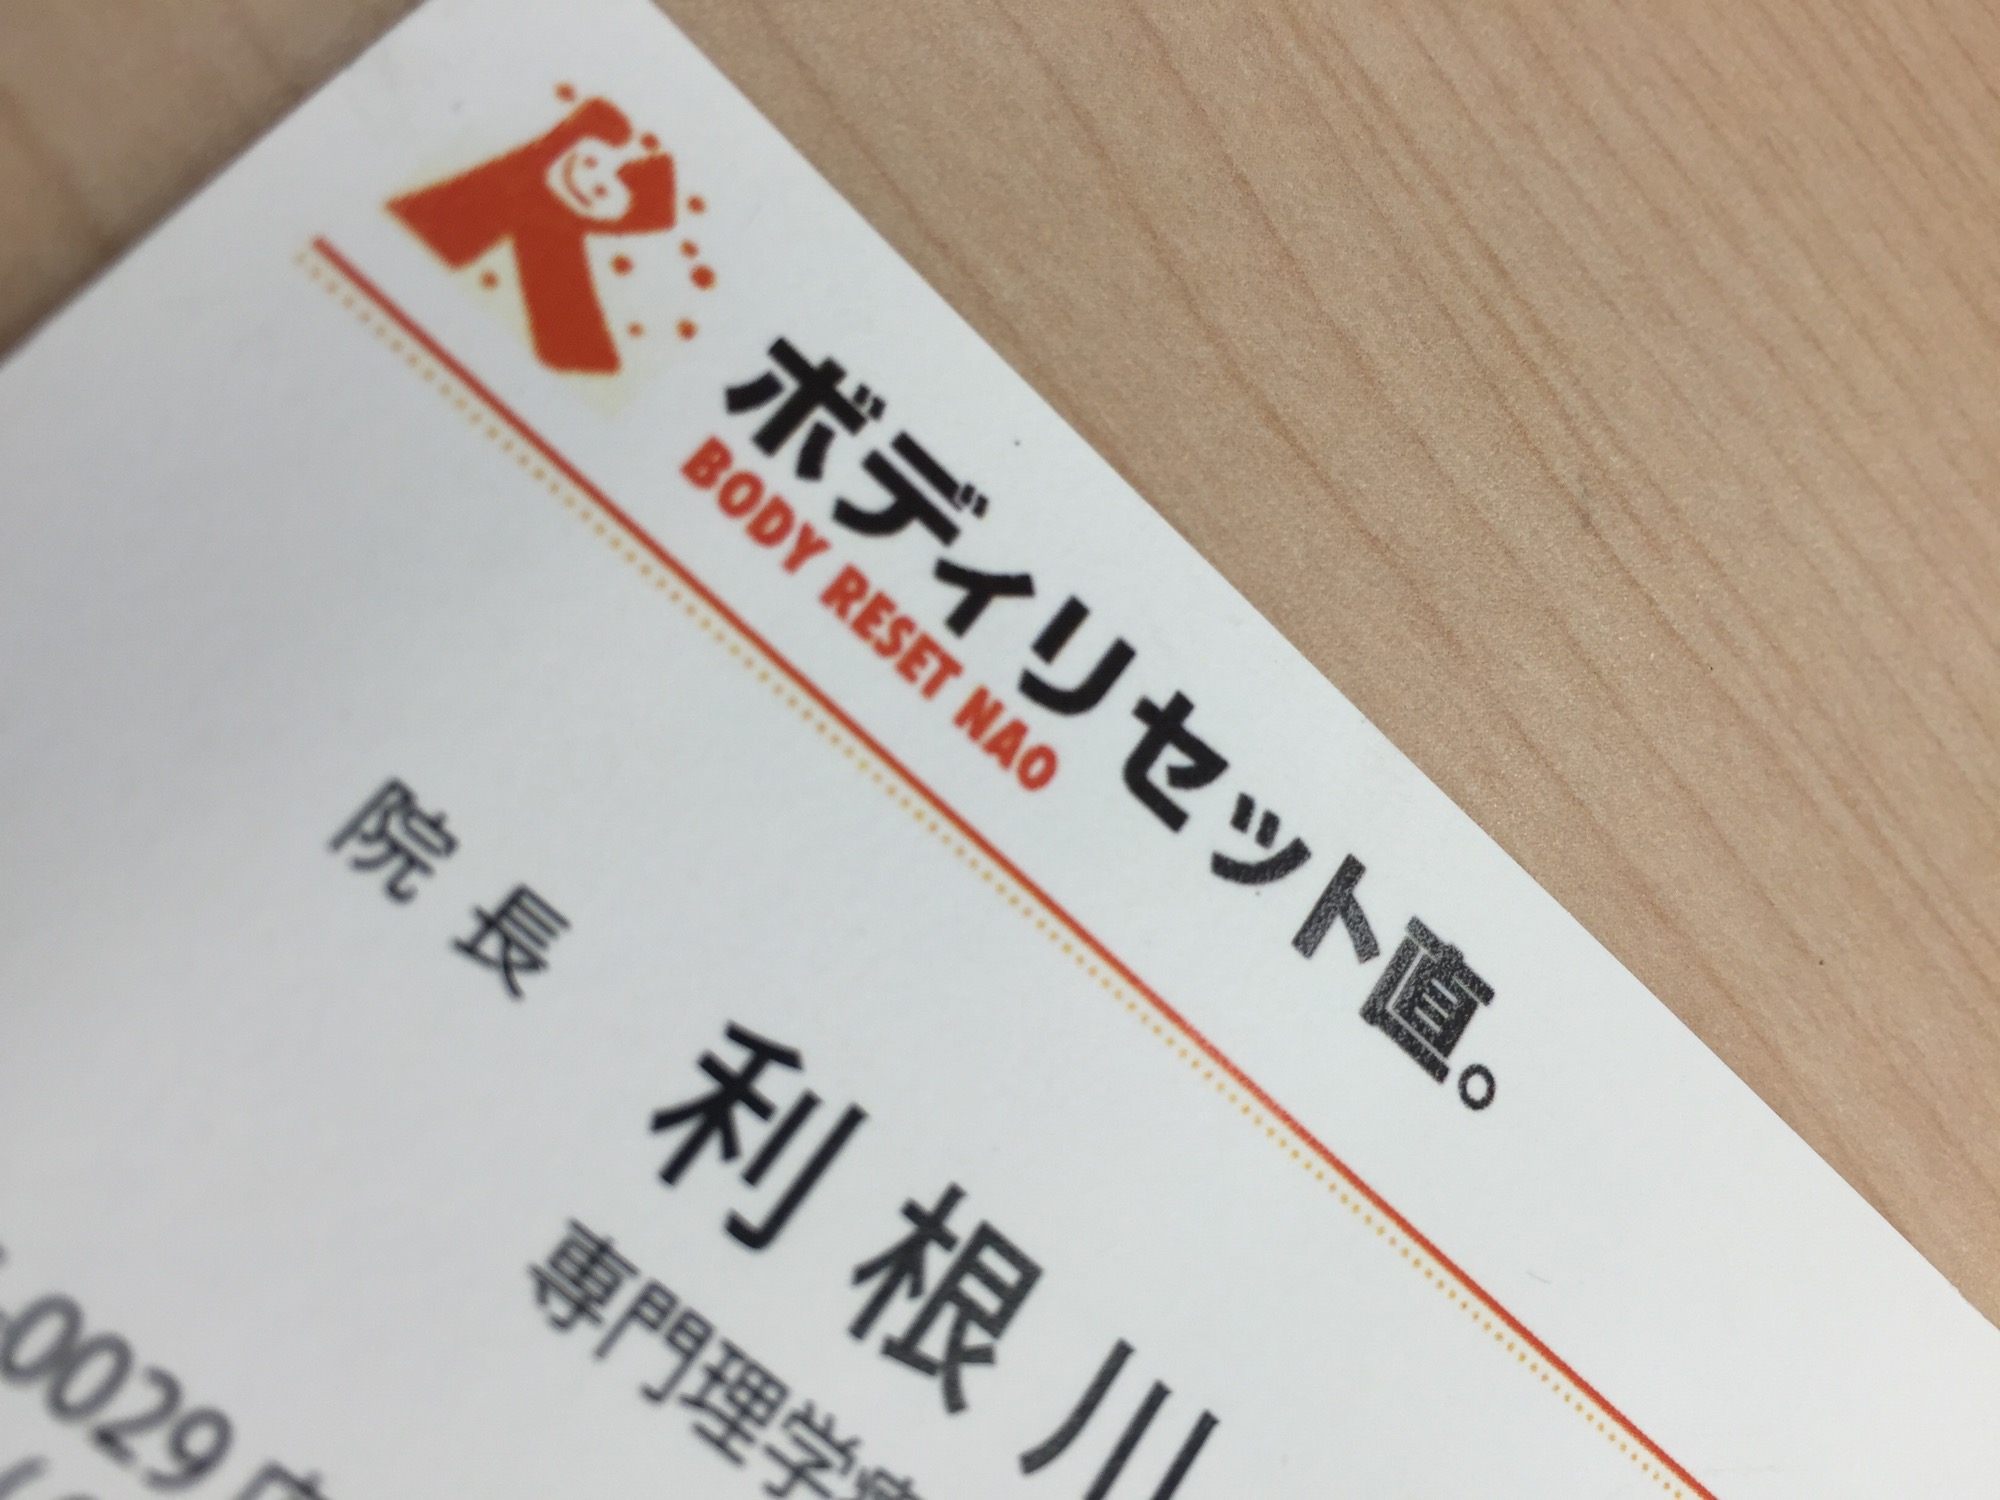 ボディリセット直。
BODY RESET NAO
院長 利根川
専門理学療
-0029